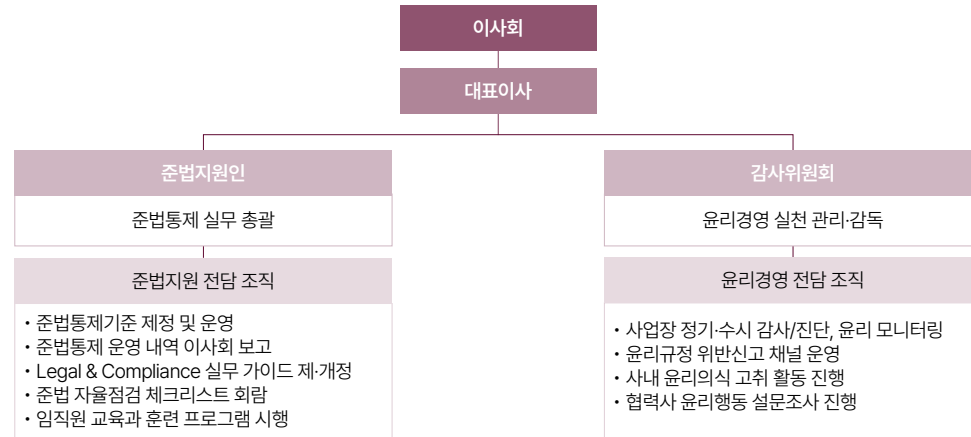 이사회
대표이사
준법지원인
준법통제 실무 총괄
준법지원 전담 조직
• 준법통제기준 제정 및 운영
• 준법통제 운영 내역 이사회 보고
• Legal & Compliance 실무 가이드 제·개정
• 준법 자율점검 체크리스트 회람
• 임직원 교육과 훈련 프로그램 시행
감사위원회
윤리경영 실천 관리·감독
윤리경영 전담 조직
• 사업장 정기·수시 감사/진단, 윤리 모니터링
• 윤리규정 위반신고 채널 운영
• 사내 윤리의식 고취 활동 진행
• 협력사 윤리행동 설문조사 진행